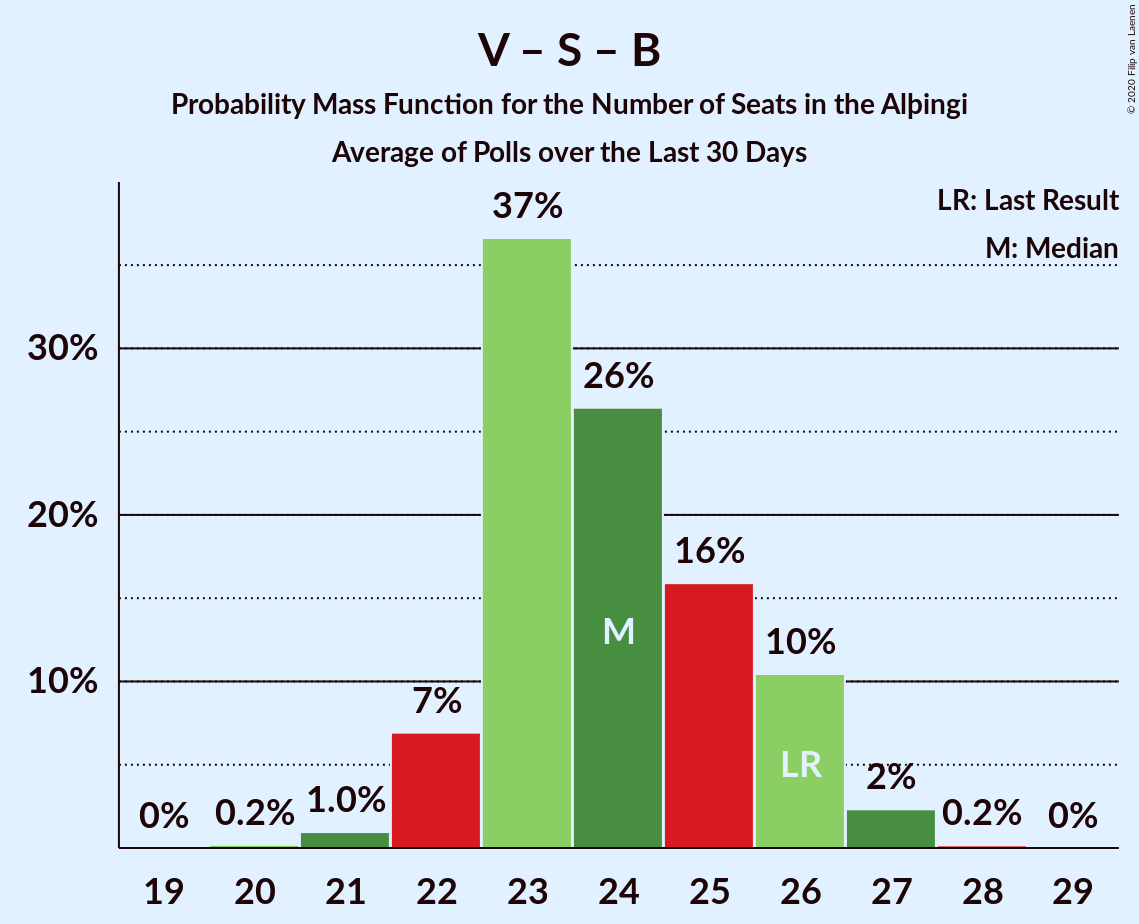 V – S – B
Probability Mass Function for the Number of Seats in the Alþingi
Average of Polls over the Last 30 Days
© 2020 Filip van Laenen
LR: Last Result
M: Median
37%
30%
26%
20%
16%
M
10%
10%
7%
LR
2%
0%
0.2%
1.0%
0.2%
0%
19 20 21 22 23 24 25 26 27 28 29